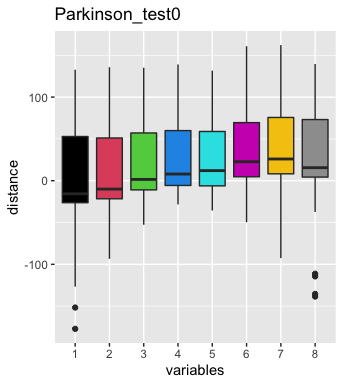 Parkinson_test0
distance
100
0
-100
1 2 3 4 5 6 7 8
variables